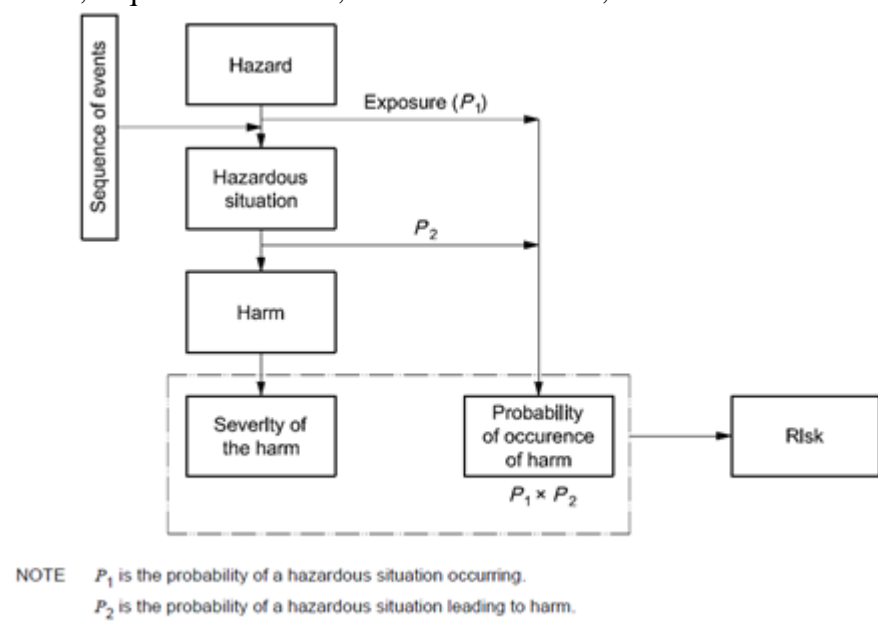 Sequence of events
Hazard
Exposure (P1)
Hazardous
situation
P2
Harm
Severity of
the harm
Probability
of occurence
of harm
P1 × P2
RIsk
NOTE P1 is the probability of a hazardous situation occurring.
P2 is the probability of a hazardous situation leading to harm.